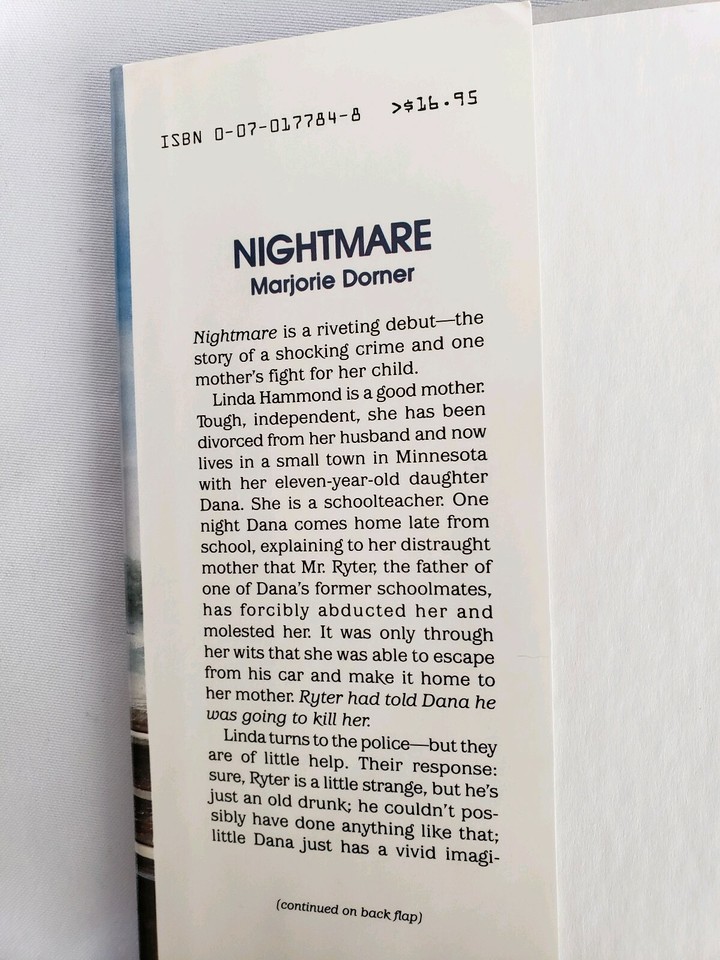 ISBN 0-07-017784-8 >$16.95
NIGHTMARE
Marjorie Dorner
Nightmare is a riveting debut—the
story of a shocking crime and one
mother's fight for her child.
Linda Hammond is a good mother.
Tough, independent, she has been
divorced from her husband and now
lives in a small town in Minnesota
with her eleven-year-old daughter
Dana. She is a schoolteacher. One
night Dana comes home late from
school, explaining to her distraught
mother that Mr. Ryter, the father of
one of Dana's former schoolmates,
has forcibly abducted her and
molested her. It was only through
her wits that she was able to escape
from his car and make it home to
her mother. Ryter had told Dana he
was going to kill her.
Linda turns to the police—but they
are of little help. Their response:
sure, Ryter is a little strange, but he's
just an old drunk; he couldn't pos-
sibly have done anything like that;
little Dana just has a vivid imagi-
(continued on back flap)